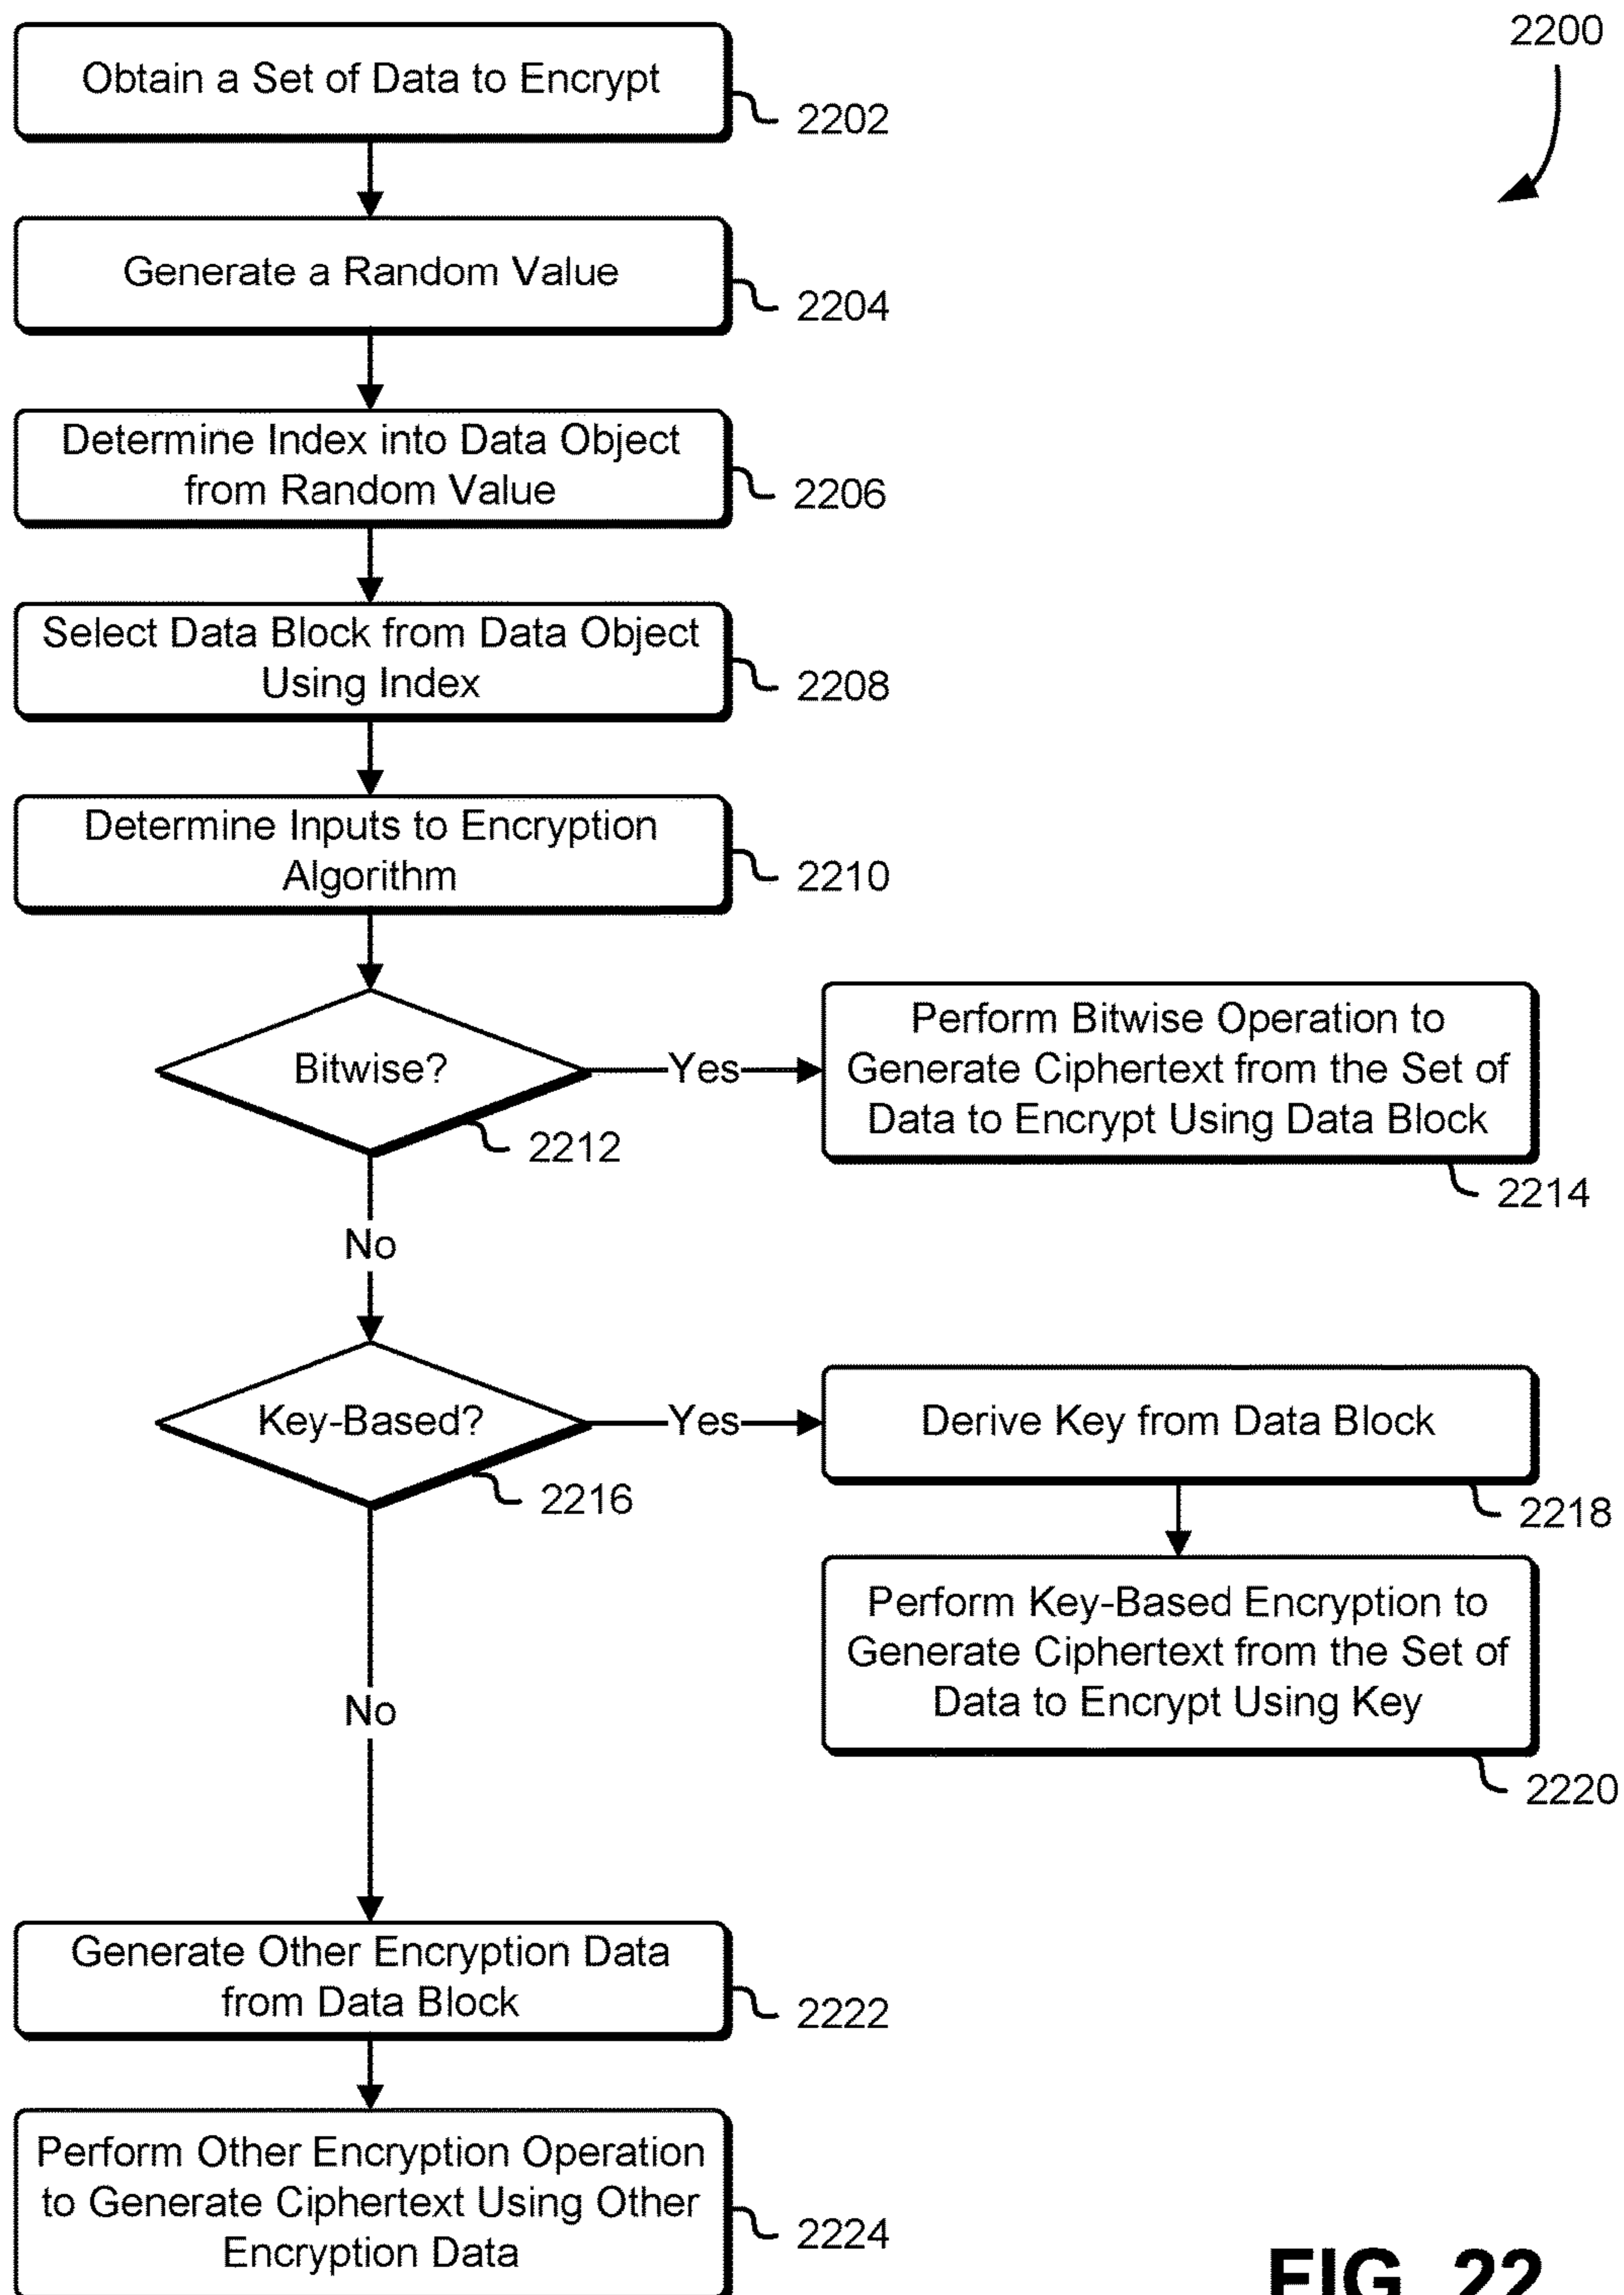 2200
Obtain a Set of Data to Encrypt
2202
Generate a Random Value
2204
Determine Index into Data Object
from Random Value
2206
Select Data Block from Data Object
Using Index
2208
Determine Inputs to Encryption
Algorithm
2210
Bitwise?
2212
Yes
Perform Bitwise Operation to
Generate Ciphertext from the Set of
Data to Encrypt Using Data Block
2214
No
Key-Based?
2216
Yes
Derive Key from Data Block
2218
Perform Key-Based Encryption to
Generate Ciphertext from the Set of
Data to Encrypt Using Key
2220
No
Generate Other Encryption Data
from Data Block
2222
Perform Other Encryption Operation
to Generate Ciphertext Using Other
Encryption Data
2224
FIG. 22